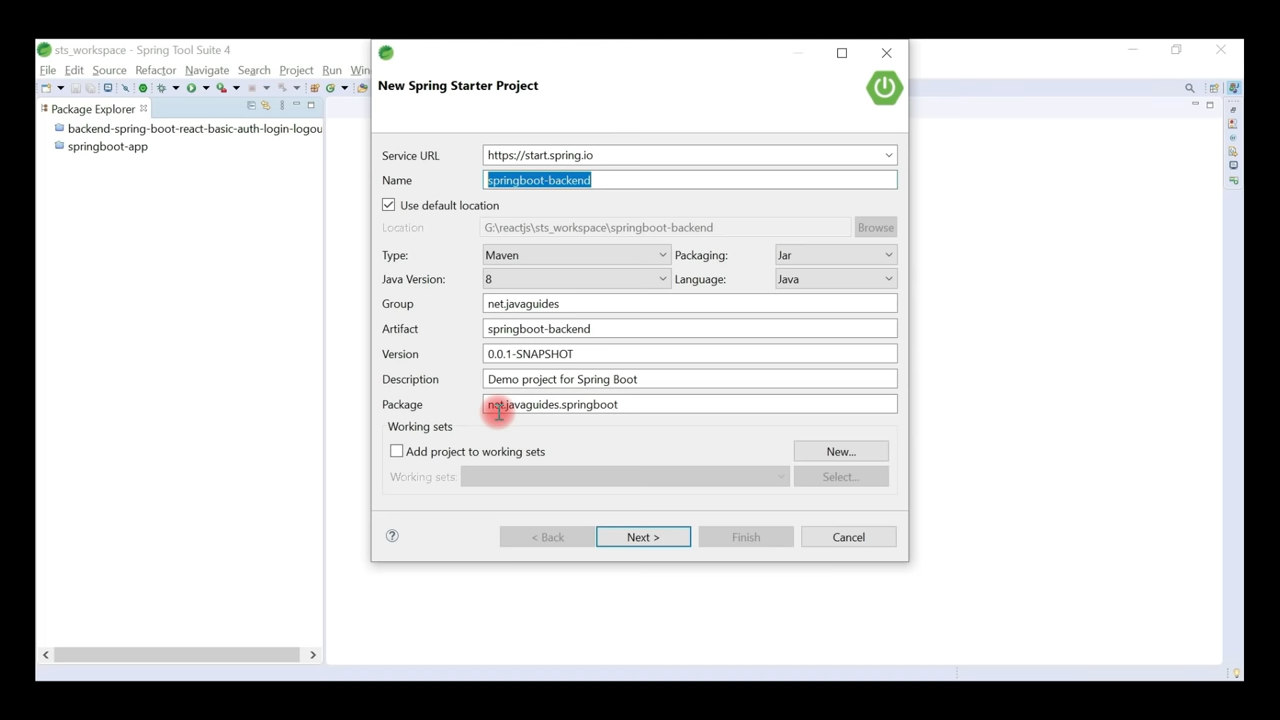 sts_workspace - Spring Tool Suite 4
File Edit Source Refactor Navigate Search Project Run
Package Explorer
backend-spring-boot-react-basic-auth-login-logou
springboot-app
New Spring Starter Project
Service URL https://start.spring.io
Name springboot-backend
Use default location
Location G:\reactjs\sts_workspace\springboot-backend Browse
Type: Maven Packaging: Jar
Java Version: 8 Language: Java
Group net.javaguides
Artifact springboot-backend
Version 0.0.1-SNAPSHOT
Description Demo project for Spring Boot
Package net.javaguides.springboot
Working sets
Add project to working sets New...
Working sets: Select...
< Back Next > Finish Cancel